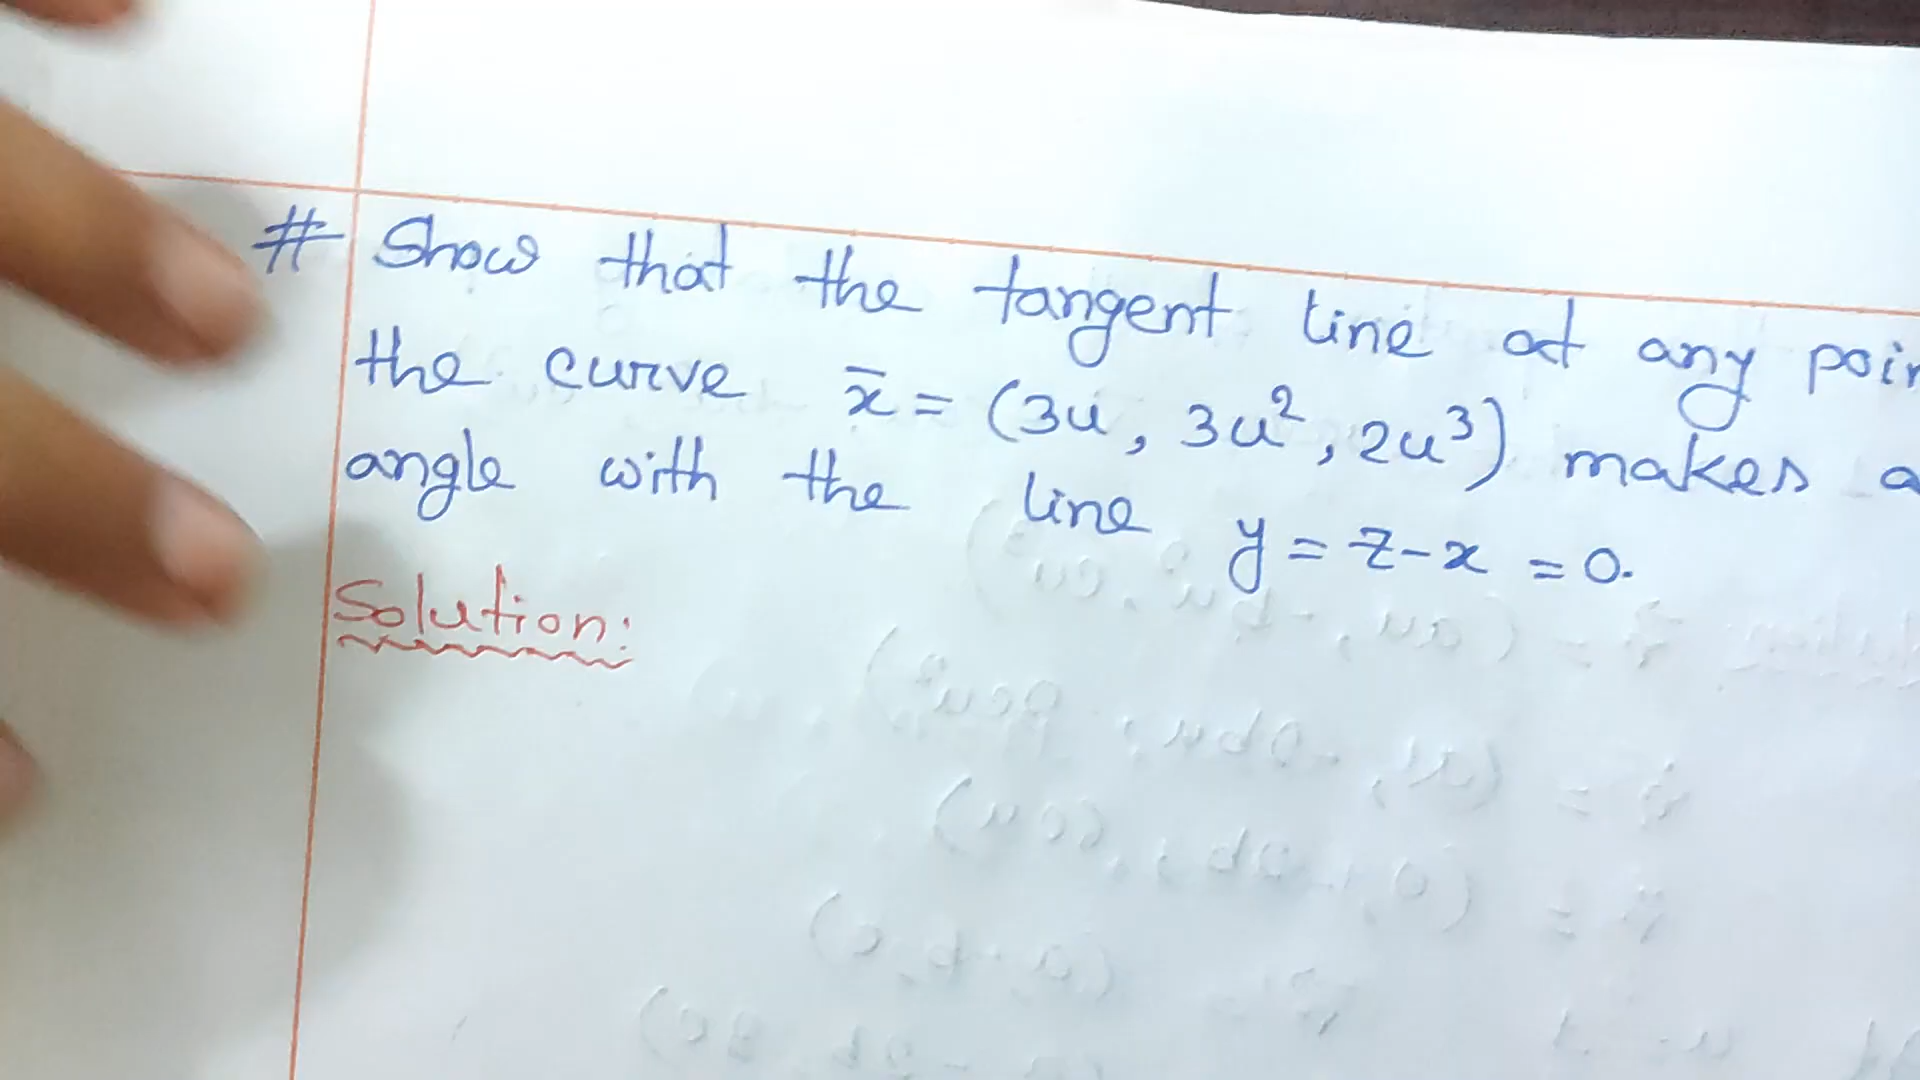 # Show that the tangent line at any
the curve x̄ = (3u, 3u², 2u³) makes
angle with the line y = z - x = 0.
Solution: